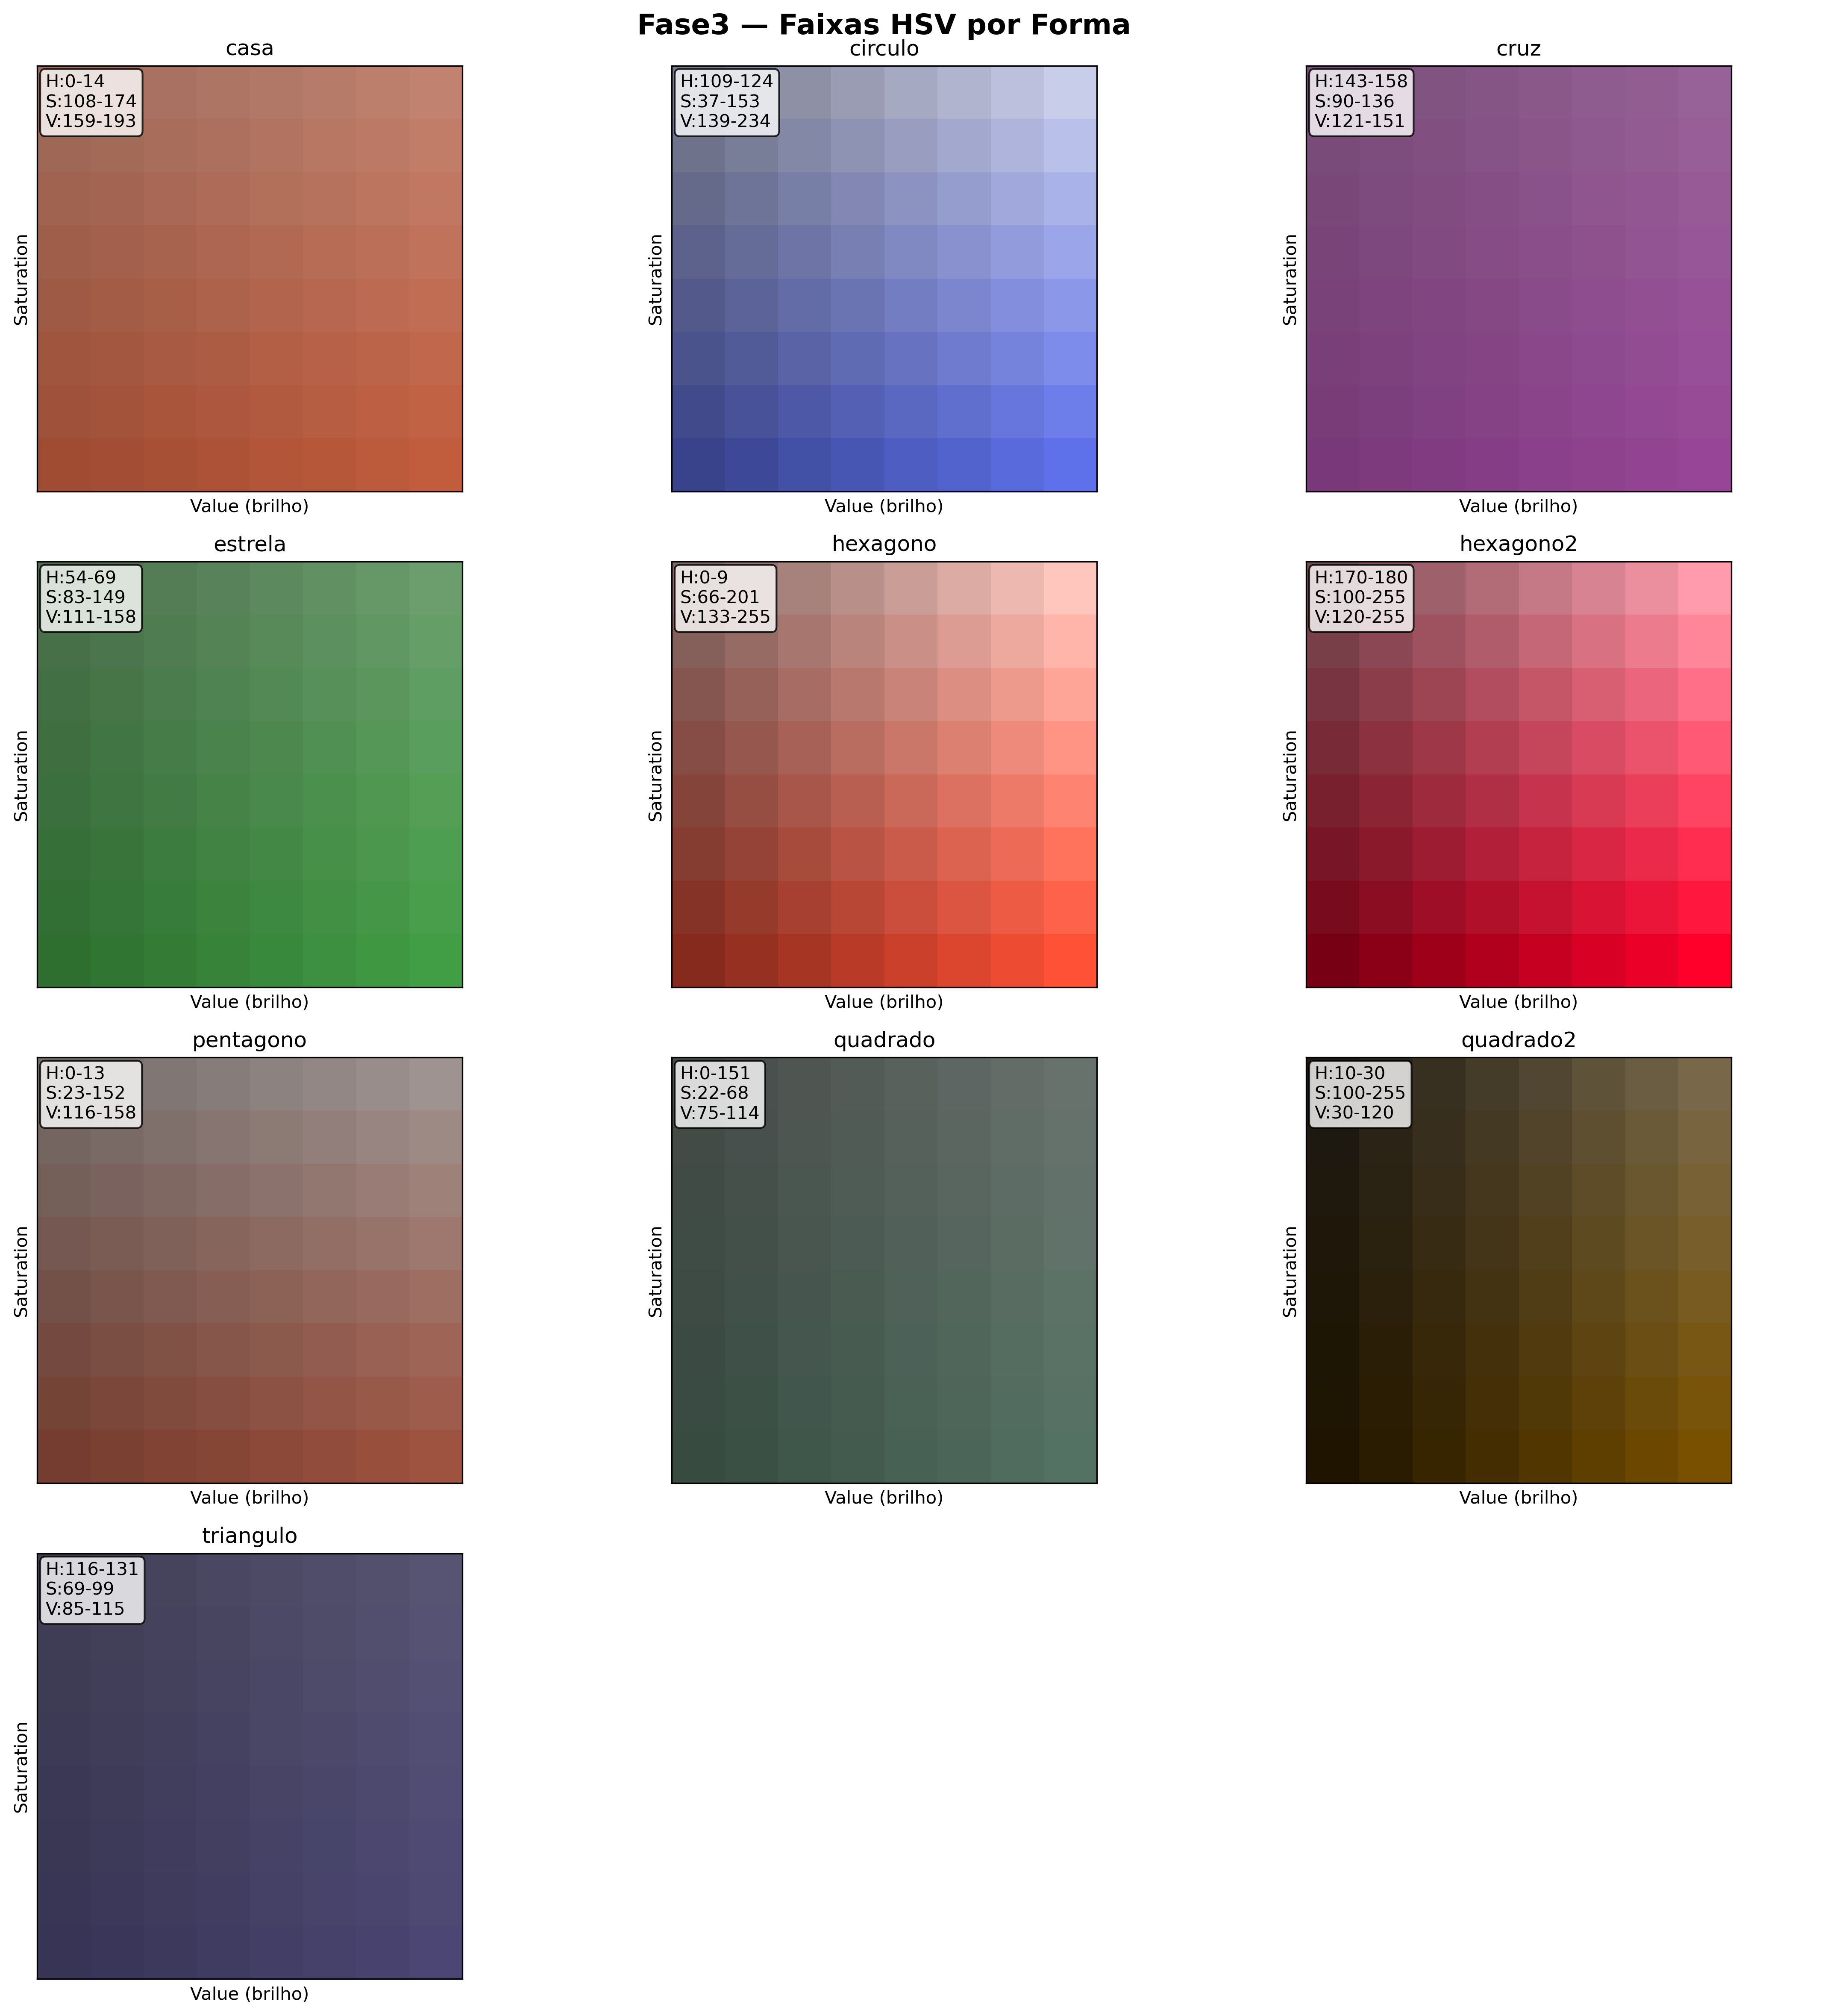 Fase3 — Faixas HSV por Forma
casa
H:0-14
S:108-174
V:159-193
Saturation
Value (brilho)
circulo
H:109-124
S:37-153
V:139-234
Saturation
Value (brilho)
cruz
H:143-158
S:90-136
V:121-151
Saturation
Value (brilho)
estrela
H:54-69
S:83-149
V:111-158
Saturation
Value (brilho)
hexagono
H:0-9
S:66-201
V:133-255
Saturation
Value (brilho)
hexagono2
H:170-180
S:100-255
V:120-255
Saturation
Value (brilho)
pentagono
H:0-13
S:23-152
V:116-158
Saturation
Value (brilho)
quadrado
H:0-151
S:22-68
V:75-114
Saturation
Value (brilho)
quadrado2
H:10-30
S:100-255
V:30-120
Saturation
Value (brilho)
triangulo
H:116-131
S:69-99
V:85-115
Saturation
Value (brilho)